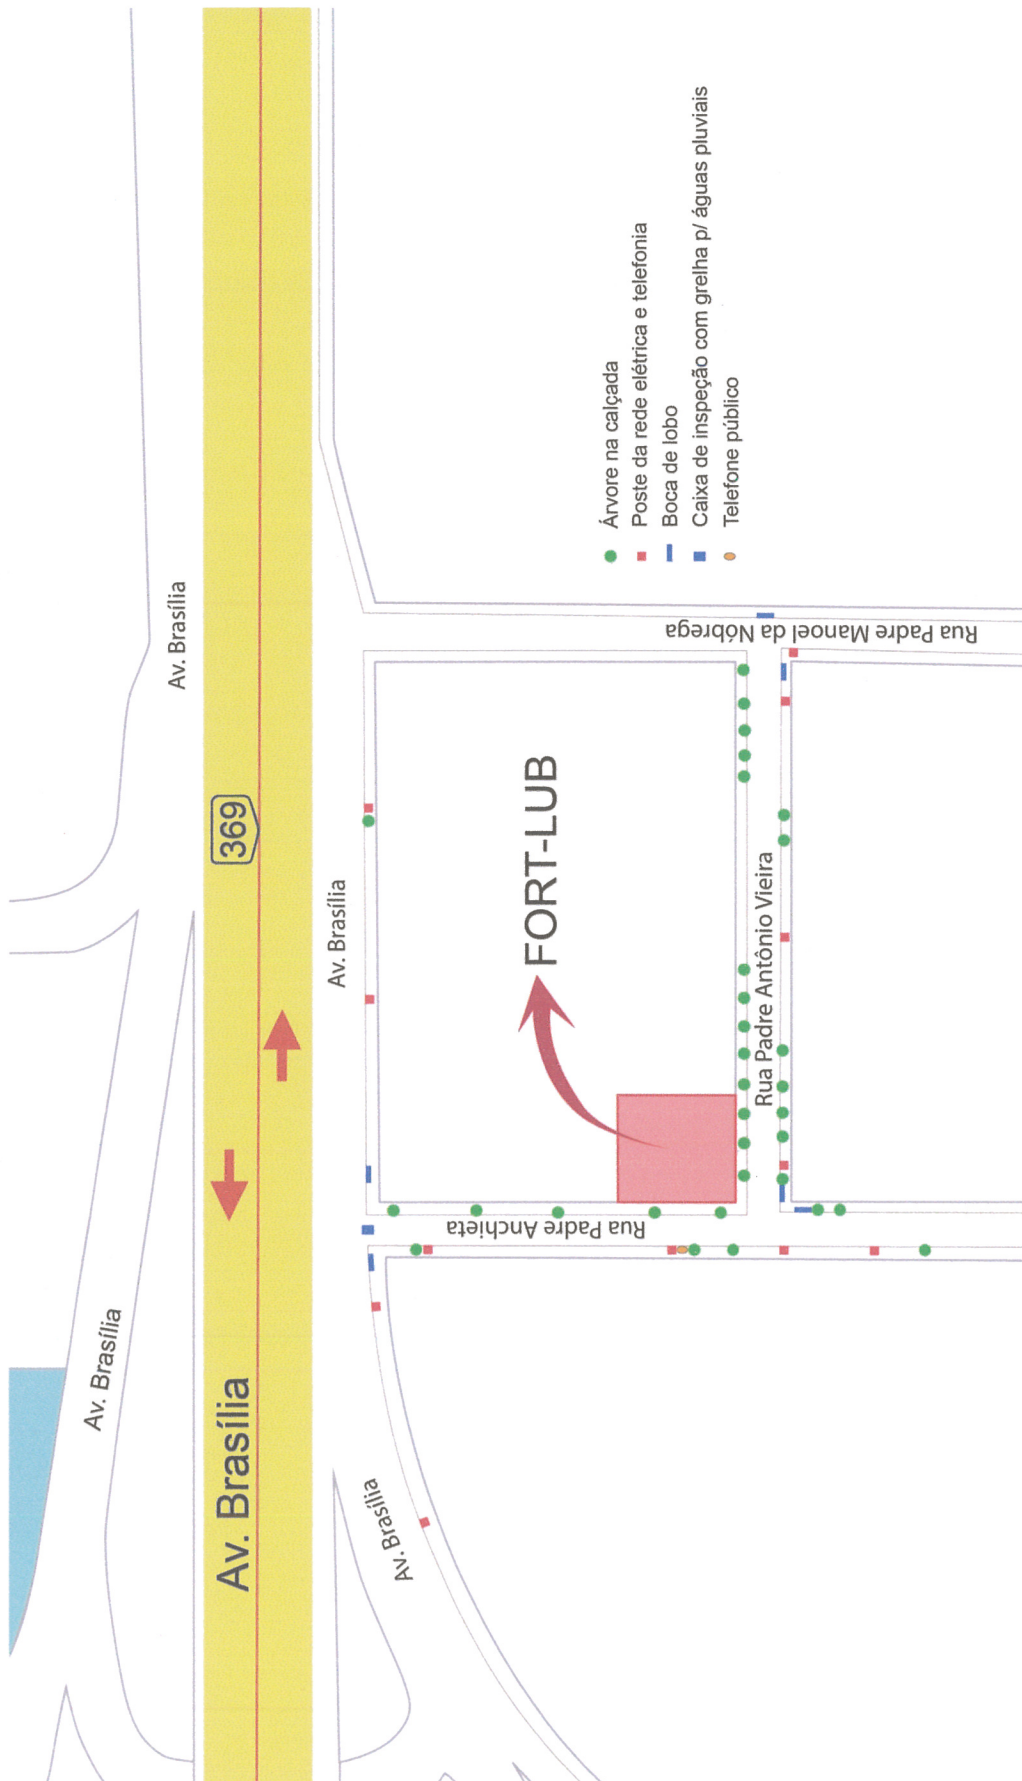 Av. Brasília
369
Av. Brasília
Av. Brasília
Av. Brasília
Av. Brasília
FORT-LUB
Rua Padre Anchieta
Rua Padre Antônio Vieira
Rua Padre Manoel da Nóbrega
Árvore na calçada
Poste da rede elétrica e telefonia
Boca de lobo
Caixa de inspeção com grelha p/ águas pluviais
Telefone público